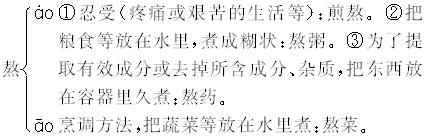 áo ①忍受(疼痛或艰苦的生活等):煎熬。②把
粮食等放在水里,煮成糊状:熬粥。③为了提
熬
取有效成分或去掉所含成分、杂质,把东西放
在容器里久煮:熬药。
āo 烹调方法,把蔬菜等放在水里煮:熬菜。